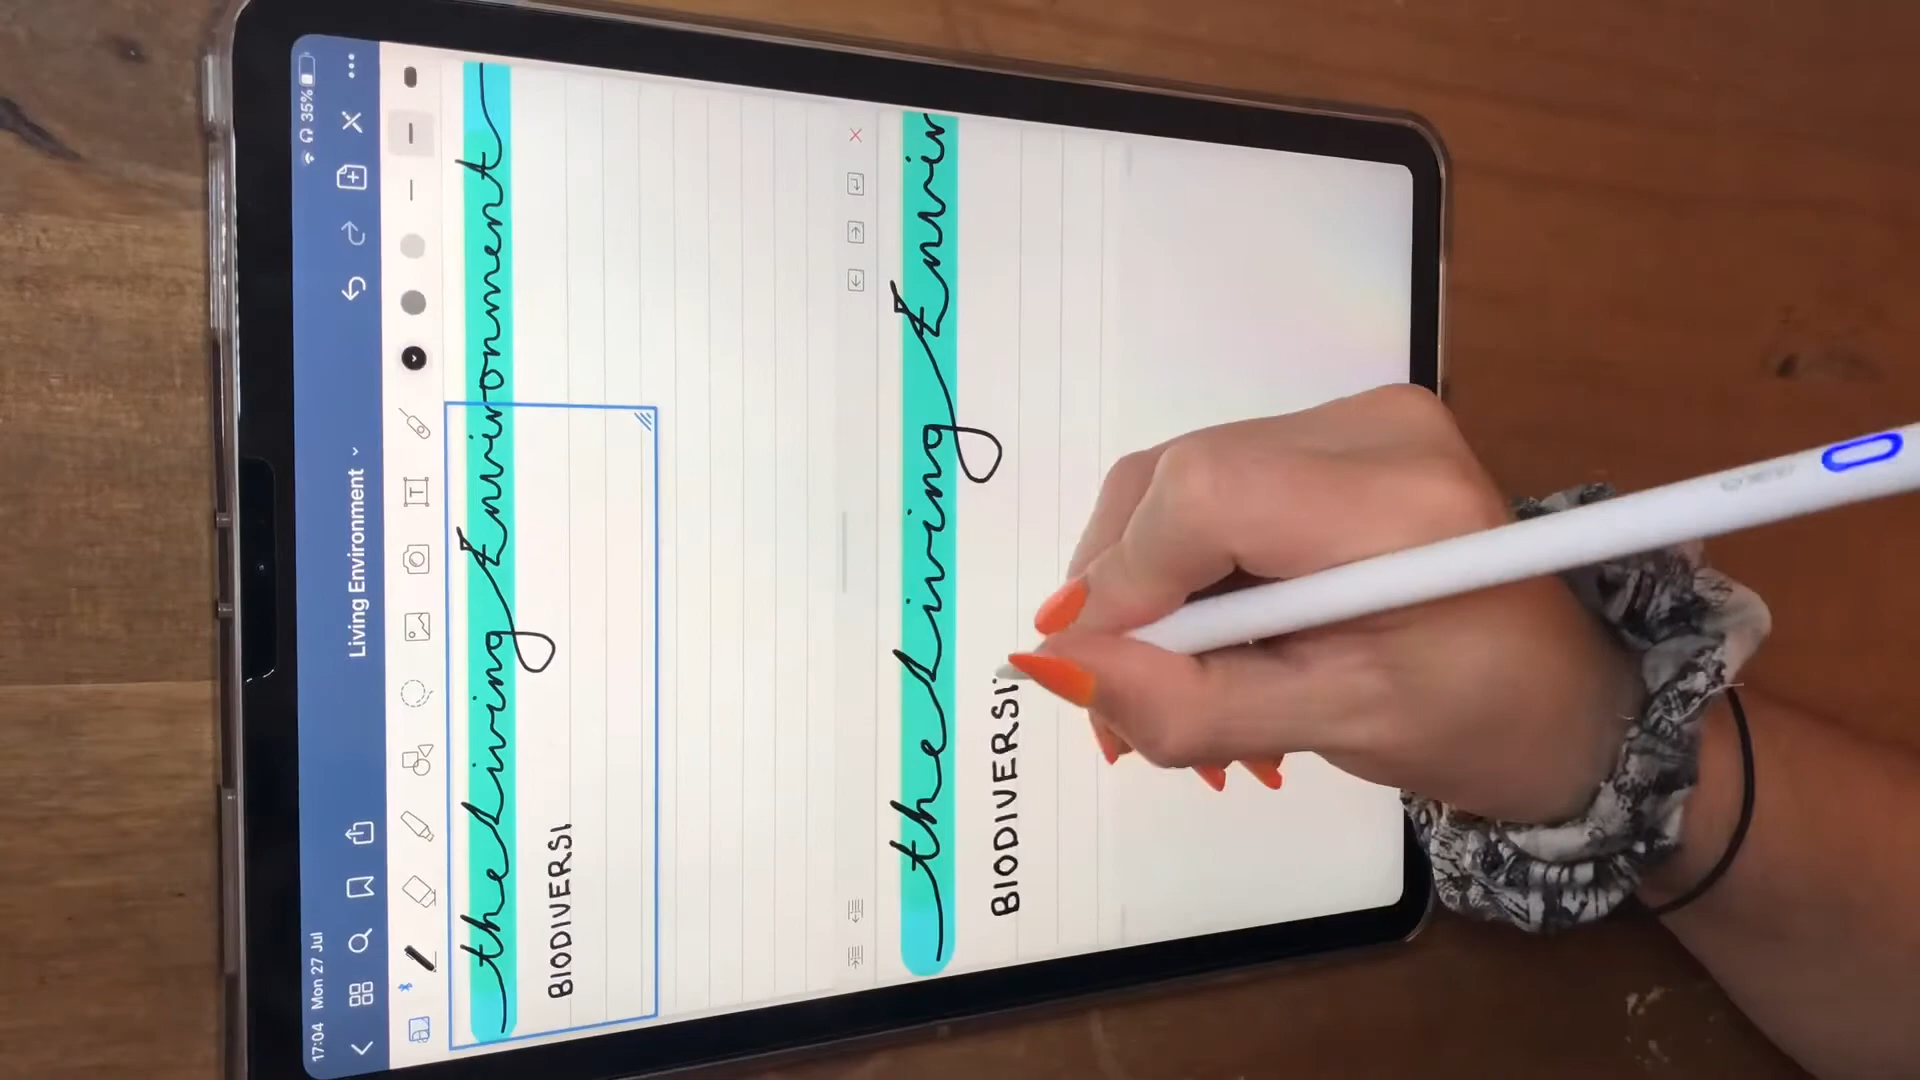 17:04 Mon 27 Jul
35%
Living Environment
the Living Environment
BIODIVERSI
the Living Envir
BIODIVERSI